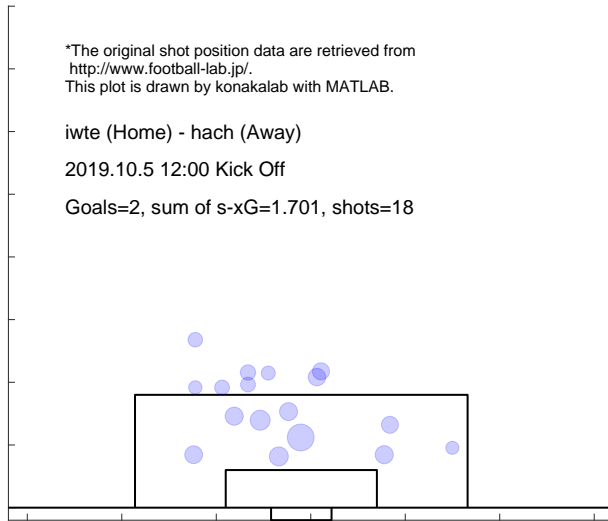 *The original shot position data are retrieved from
http://www.football-lab.jp/.
This plot is drawn by konakalab with MATLAB.
iwte (Home) - hach (Away)
2019.10.5 12:00 Kick Off
Goals=2, sum of s-xG=1.701, shots=18